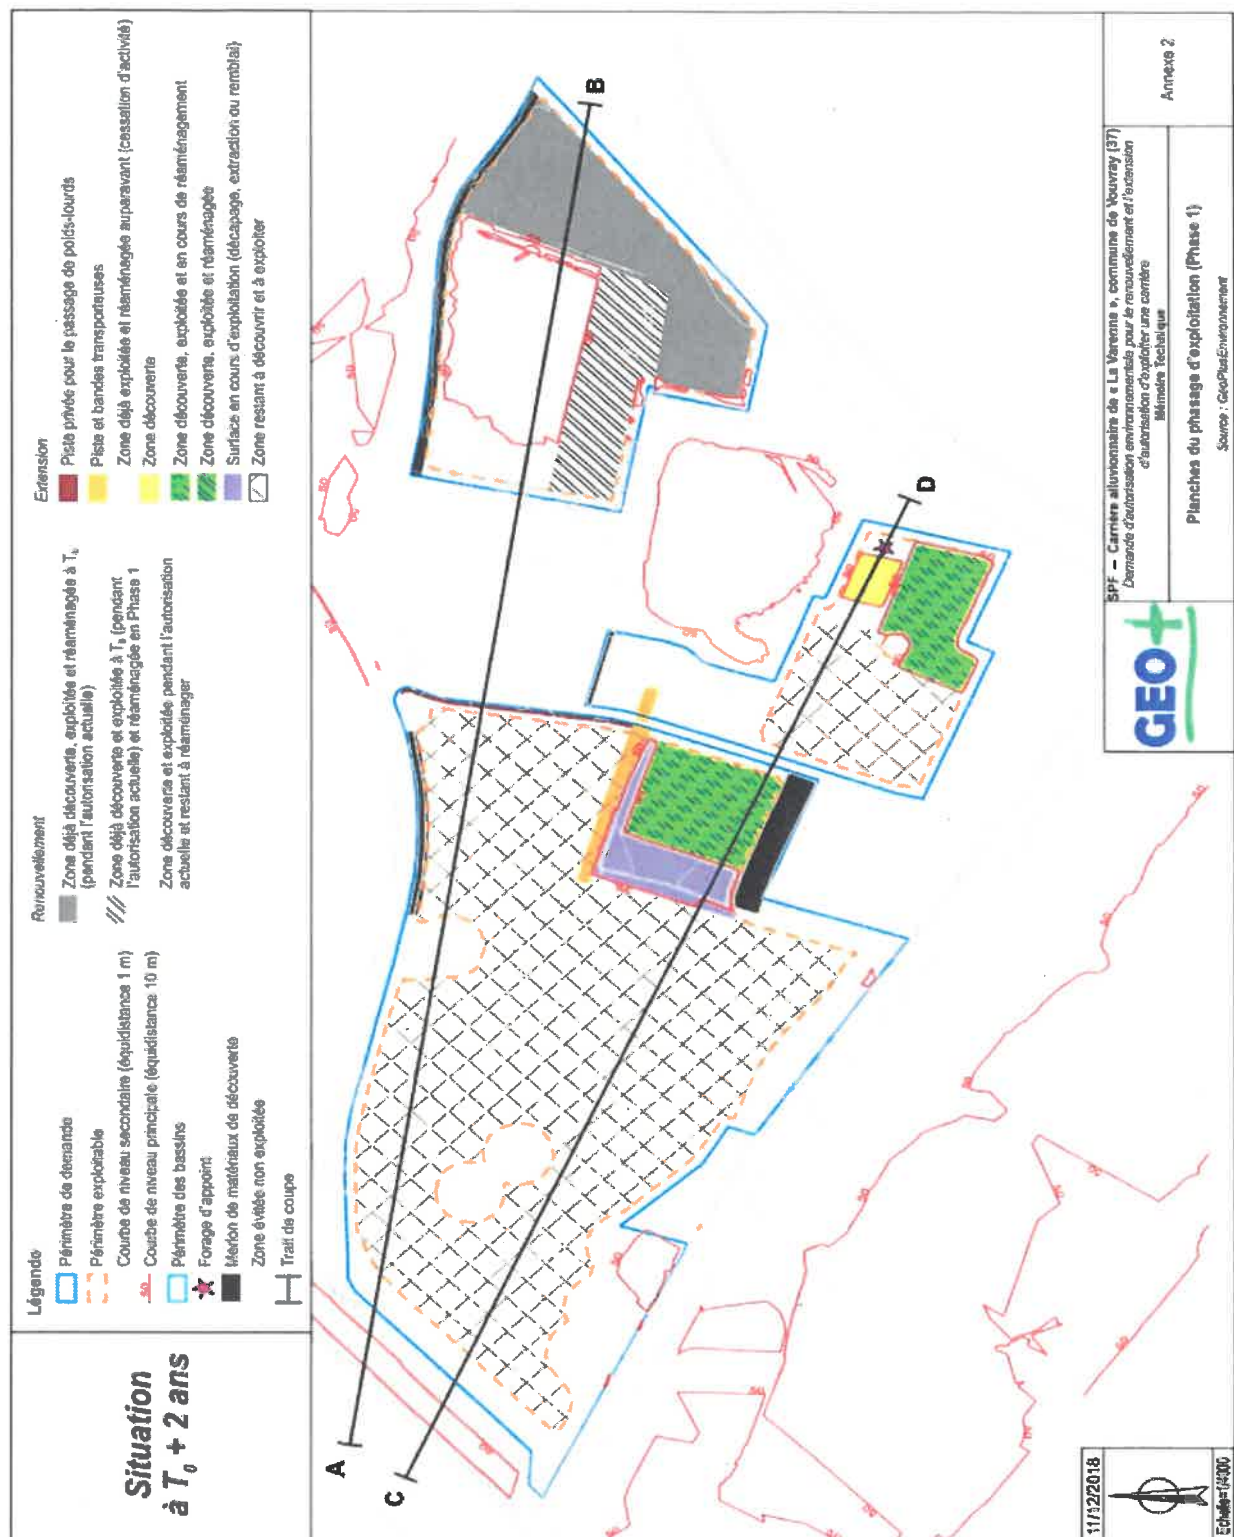 Situation
à T₀ + 2 ans
Légende
Périmètre de demande
Périmètre exploitable
Courbe de niveau secondaire (équidistance 1 m)
50 Courbe de niveau principale (équidistance 10 m)
Périmètre des bassins
Forage d'appoint
Merlon de matériaux de découverte
Zone évitée non exploitée
Trait de coupe
Renouvellement
Zone déjà découverte, exploitée et réaménagée à T₀
(pendant l'autorisation actuelle)
Zone déjà découverte et exploitée à T₀ (pendant
l'autorisation actuelle) et réaménagée en Phase 1
Zone découverte et exploitée pendant l'autorisation
actuelle et restant à réaménager
Extension
Piste privée pour le passage de poids-lourds
Piste et bandes transporteuses
Zone déjà exploitée et réaménagée auparavant (cessation d'activité)
Zone découverte
Zone découverte, exploitée et en cours de réaménagement
Zone découverte, exploitée et réaménagée
Surface en cours d'exploitation (décapage, extraction ou remblai)
Zone restant à découvrir et à exploiter
A
B
C
D
11/12/2018
Echelle=1/4000
GEO+
SPF – Carrière alluvionnaire de « La Varenne », commune de Vouvray (37)
Demande d'autorisation environnementale pour le renouvellement et l'extension
d'autorisation d'exploiter une carrière
Mémoire Technique
Planches du phasage d'exploitation (Phase 1)
Source : GéoPlusEnvironnement
Annexe 2